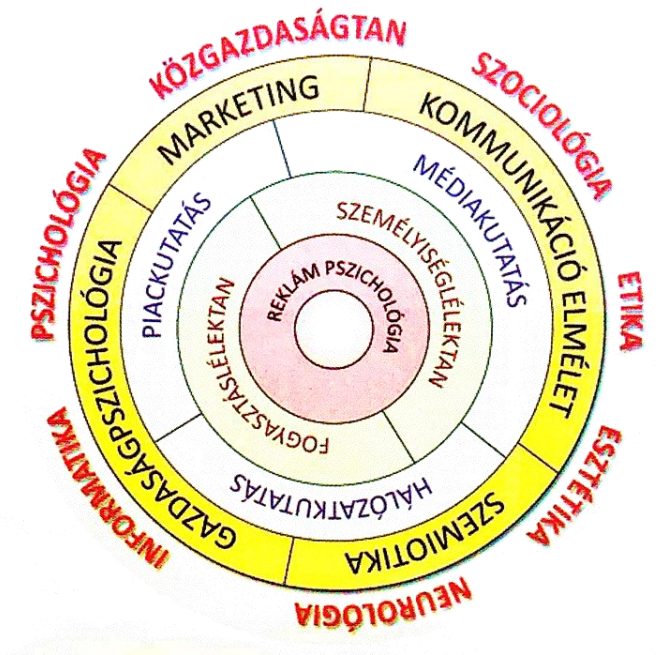 KÖZGAZDASÁGTAN
SZOCIOLÓGIA
ETIKA
ESZTÉTIKA
NEUROLÓGIA
INFORMATIKA
PSZICHOLÓGIA
MARKETING
KOMMUNIKÁCIÓ ELMÉLET
SZEMIOTIKA
GAZDASÁGPSZICHOLÓGIA
PIACKUTATÁS
MÉDIAKUTATÁS
HÁLÓZATKUTATÁS
SZEMÉLYISÉGLÉLEKTAN
FOGYASZTÁSLÉLEKTAN
REKLÁM PSZICHOLÓGIA